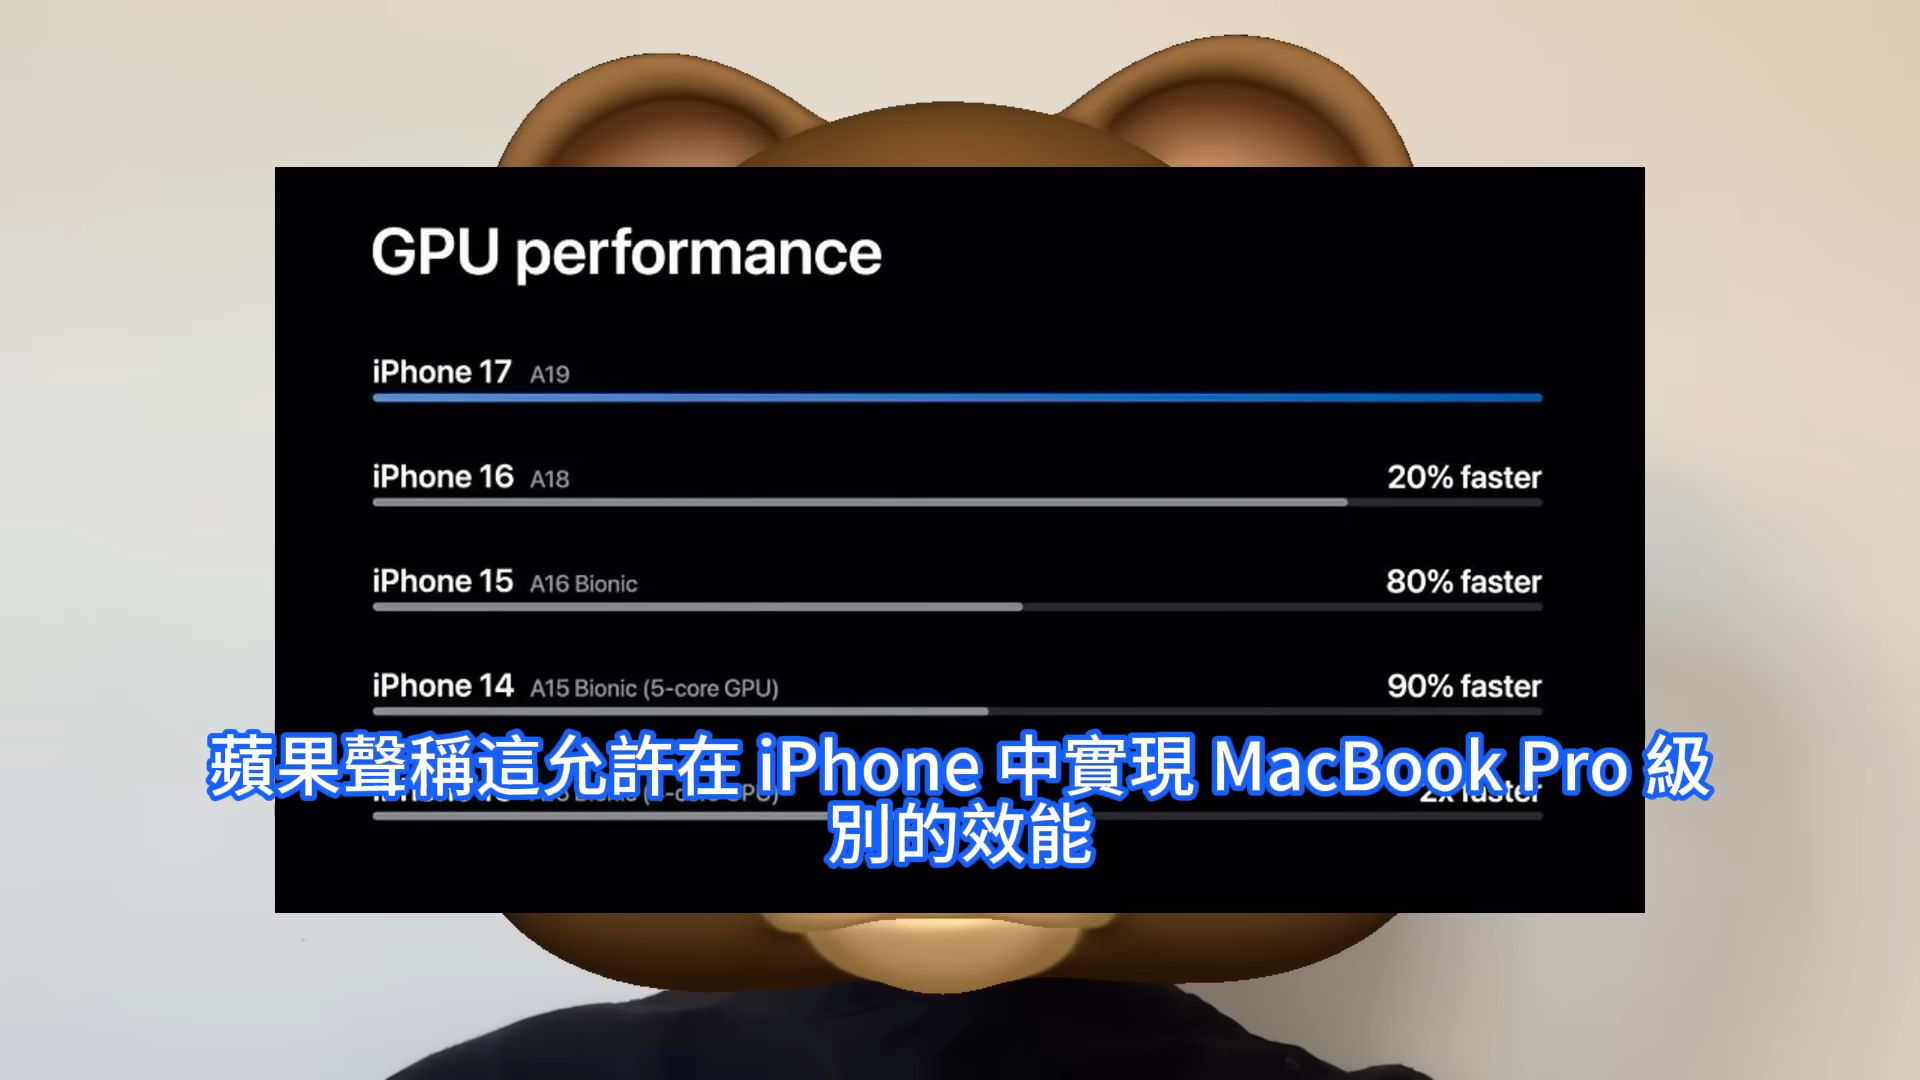 GPU performance
iPhone 17 A19
iPhone 16 A18 20% faster
iPhone 15 A16 Bionic 80% faster
iPhone 14 A15 Bionic (5-core GPU) 90% faster
2x faster
蘋果聲稱這允許在 iPhone 中實現 MacBook Pro 級
別的效能